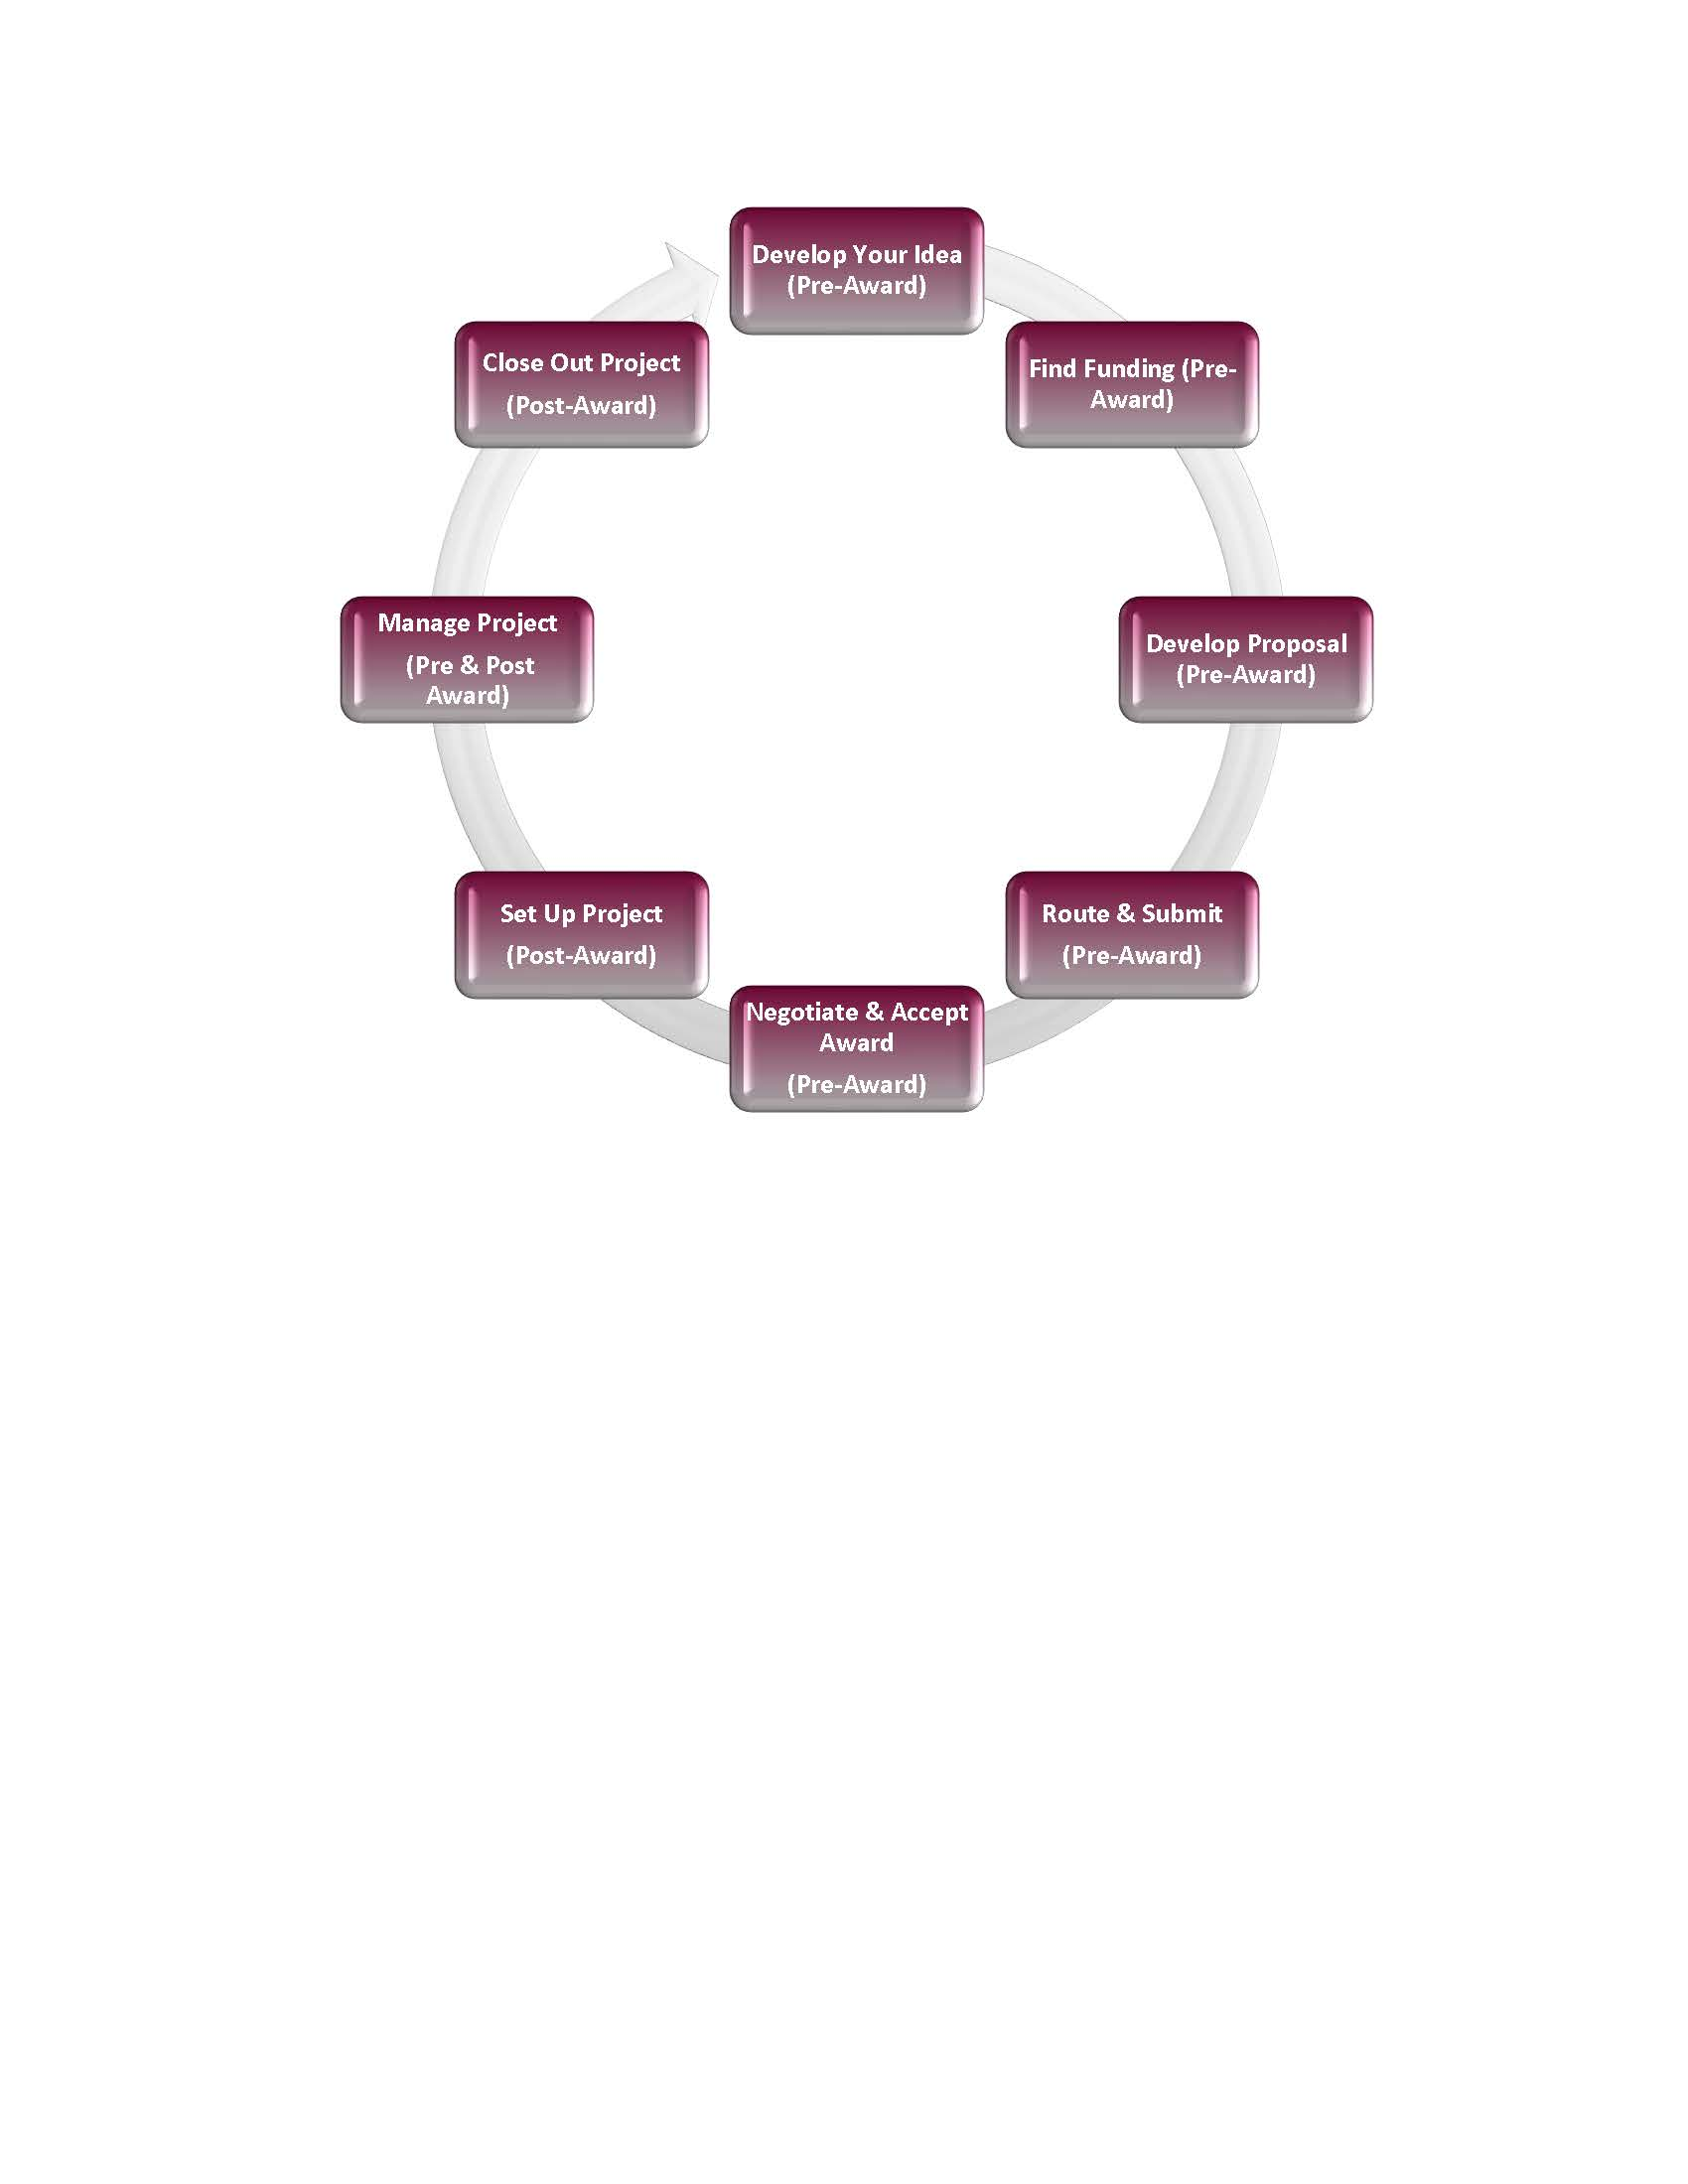 Develop Your Idea
(Pre-Award)
Find Funding (Pre-
Award)
Develop Proposal
(Pre-Award)
Route & Submit
(Pre-Award)
Negotiate & Accept
Award
(Pre-Award)
Set Up Project
(Post-Award)
Manage Project
(Pre & Post
Award)
Close Out Project
(Post-Award)